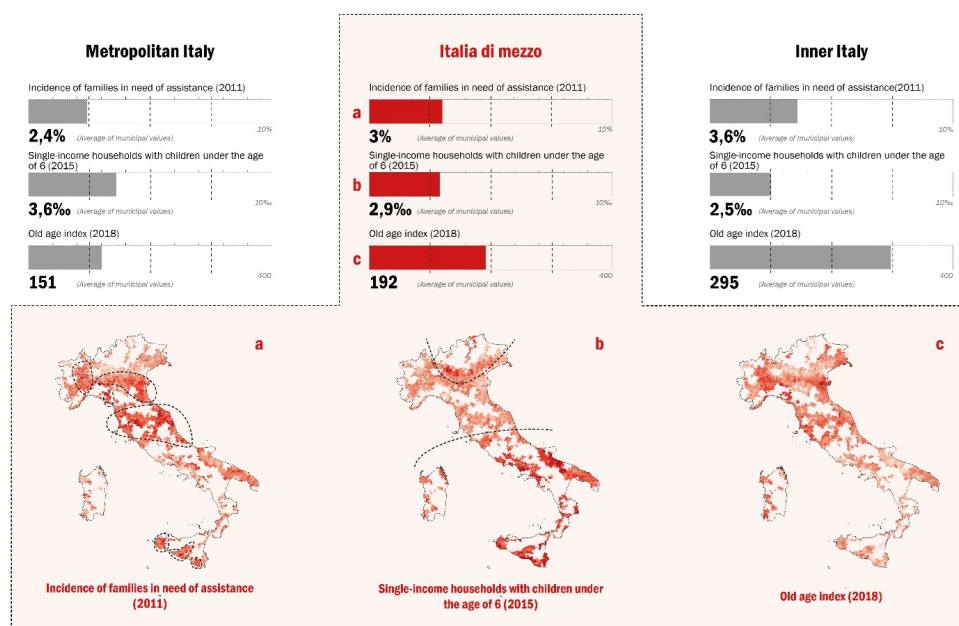 Metropolitan Italy
Incidence of families in need of assistance (2011)
10%
2,4% (Average of municipal values)
Single-income households with children under the age
of 6 (2015)
10‰
3,6‰ (Average of municipal values)
Old age index (2018)
400
151 (Average of municipal values)
Italia di mezzo
Incidence of families in need of assistance (2011)
a
10%
3% (Average of municipal values)
Single-income households with children under the age
of 6 (2015)
b
10‰
2,9‰ (Average of municipal values)
Old age index (2018)
c
400
192 (Average of municipal values)
Inner Italy
Incidence of families in need of assistance(2011)
10%
3,6% (Average of municipal values)
Single-income households with children under the age
of 6 (2015)
10‰
2,5‰ (Average of municipal values)
Old age index (2018)
400
295 (Average of municipal values)
a
Incidence of families in need of assistance
(2011)
b
Single-income households with children under
the age of 6 (2015)
c
Old age index (2018)